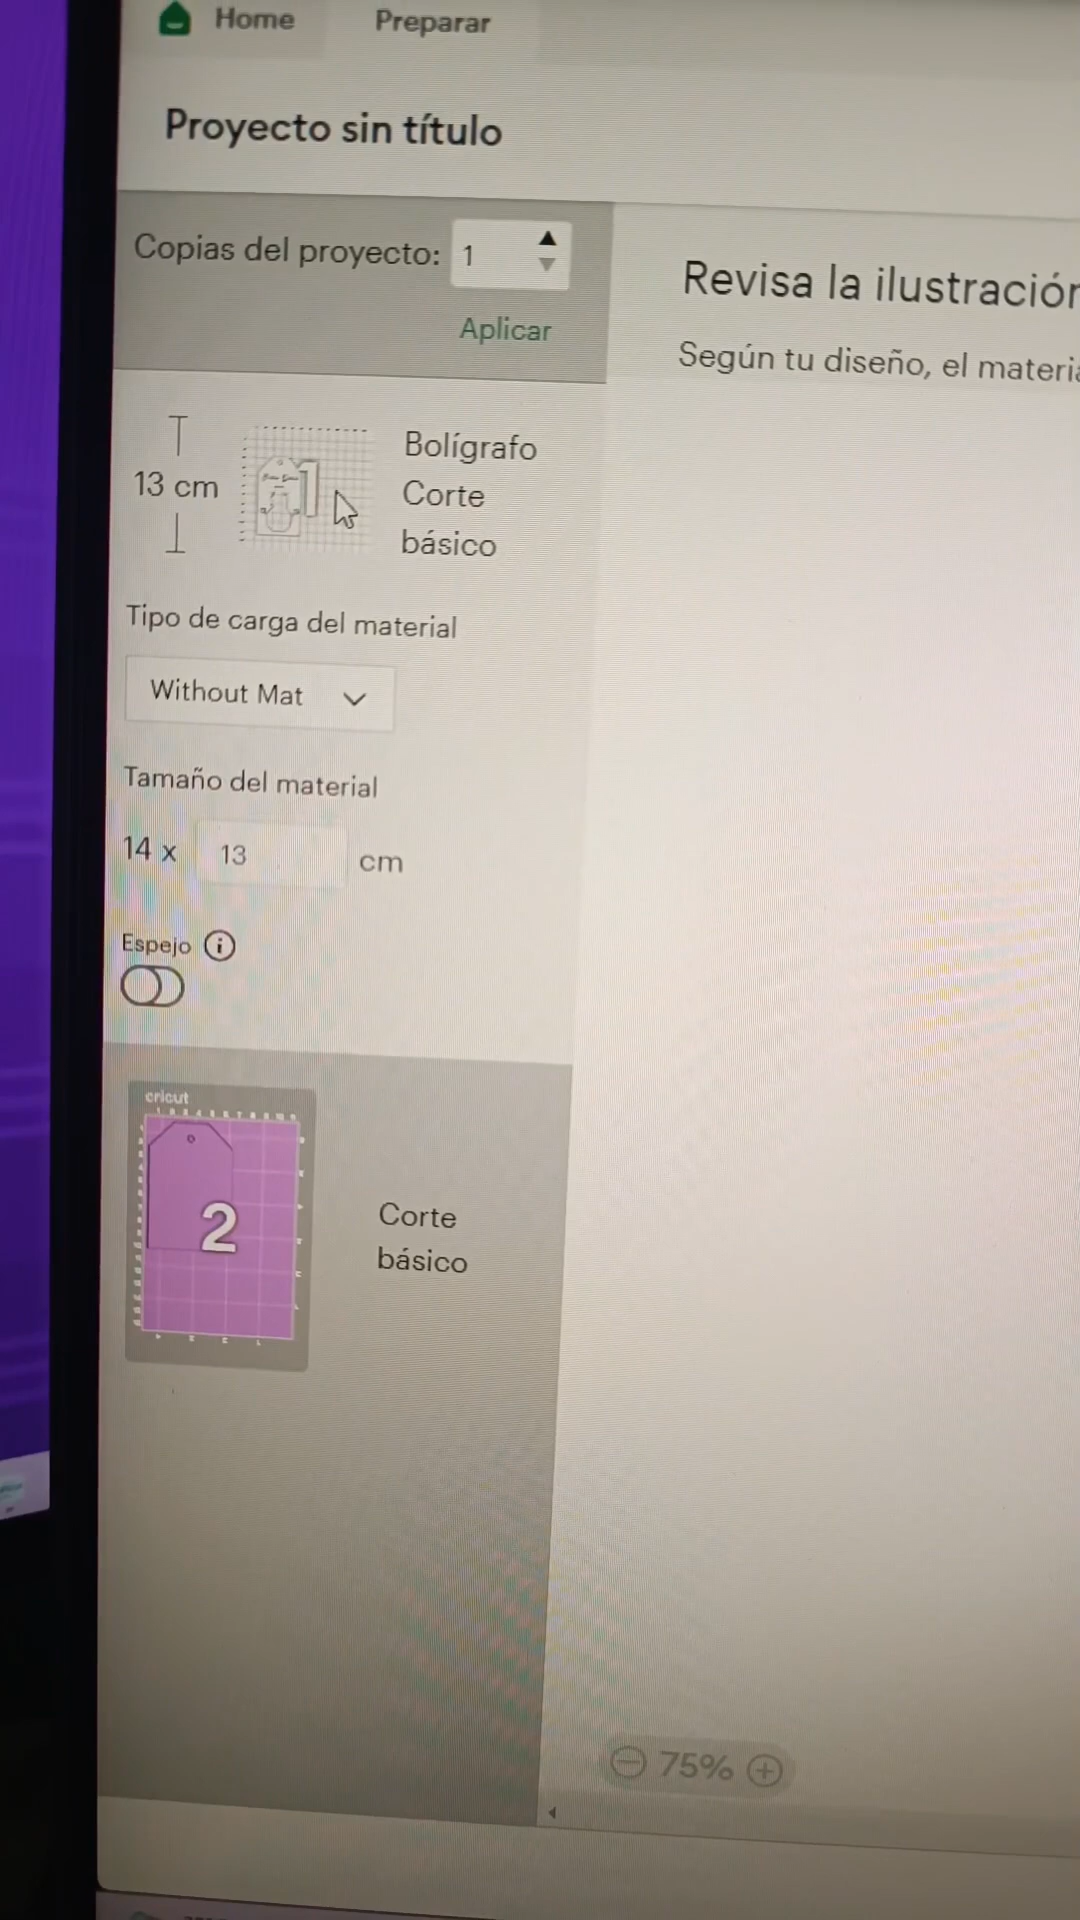 Home
Preparar
Proyecto sin título
Copias del proyecto: 1
Aplicar
Revisa la ilustración
Según tu diseño, el materia
13 cm
1
Bolígrafo
Corte
básico
Tipo de carga del material
Without Mat
Tamaño del material
14 x 13 cm
Espejo i
cricut
2
Corte
básico
75%